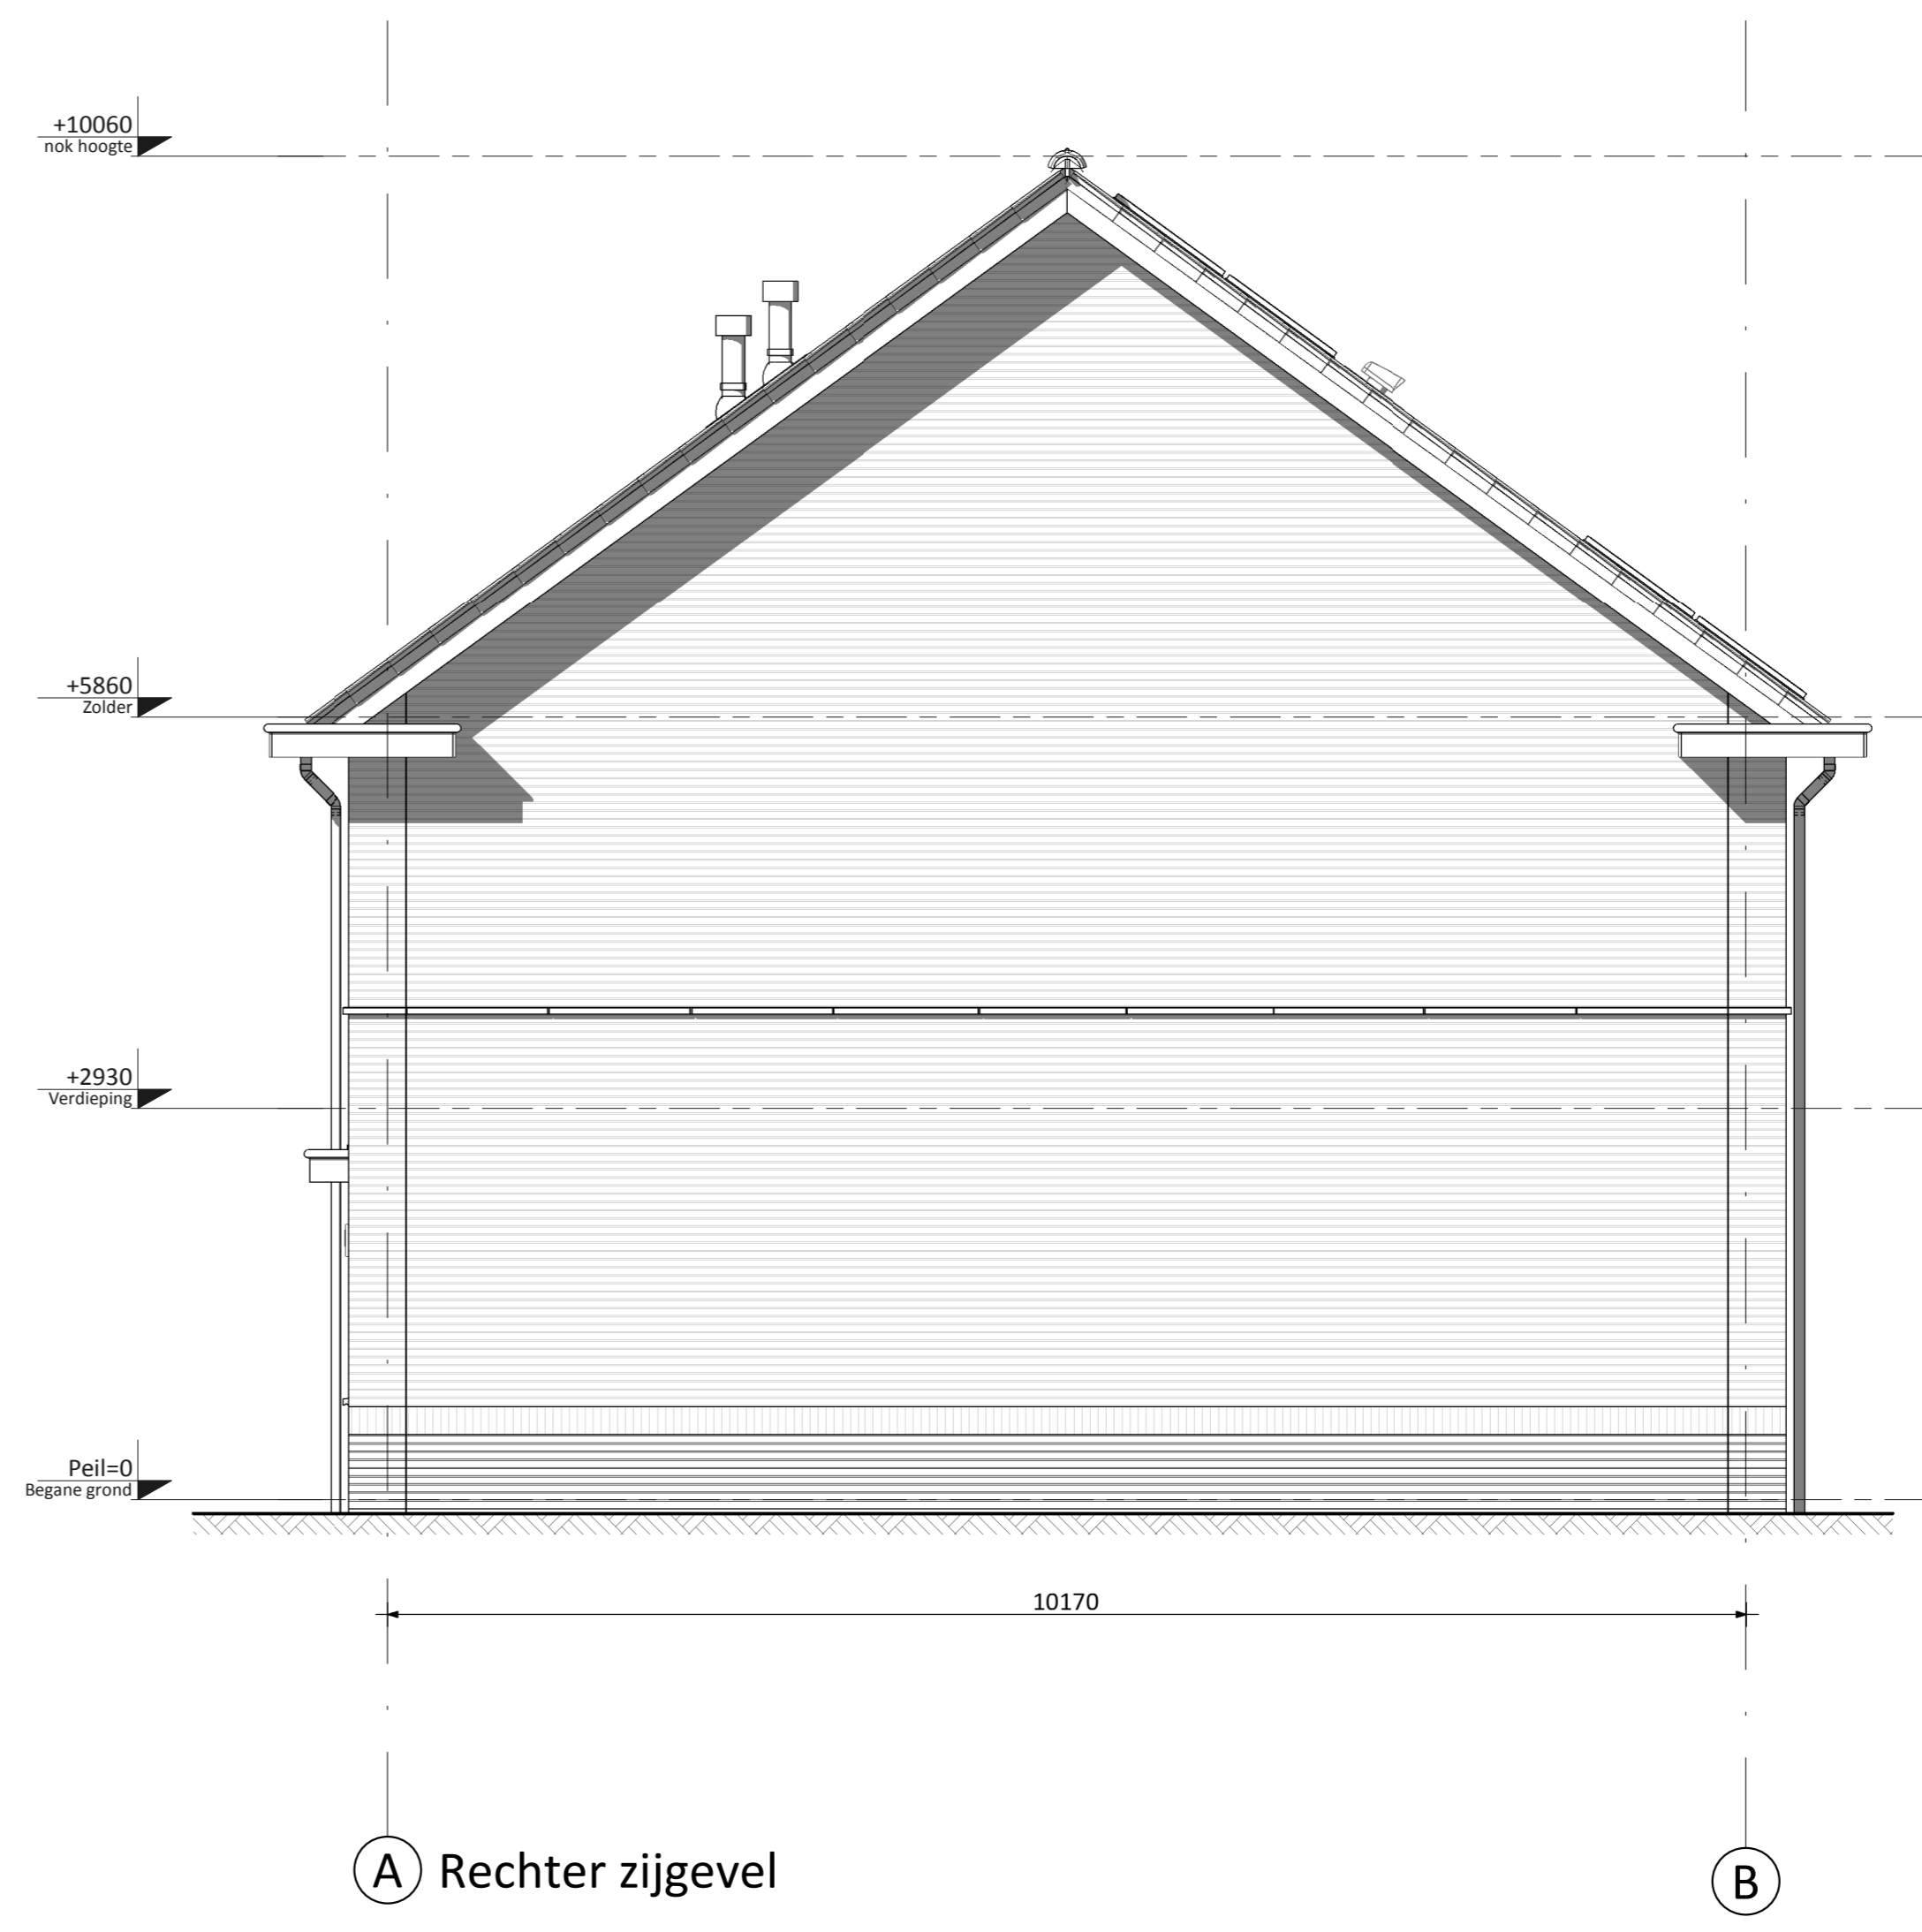 +10060
nok hoogte
+5860
Zolder
+2930
Verdieping
Peil=0
Begane grond
10170
A Rechter zijgevel
B